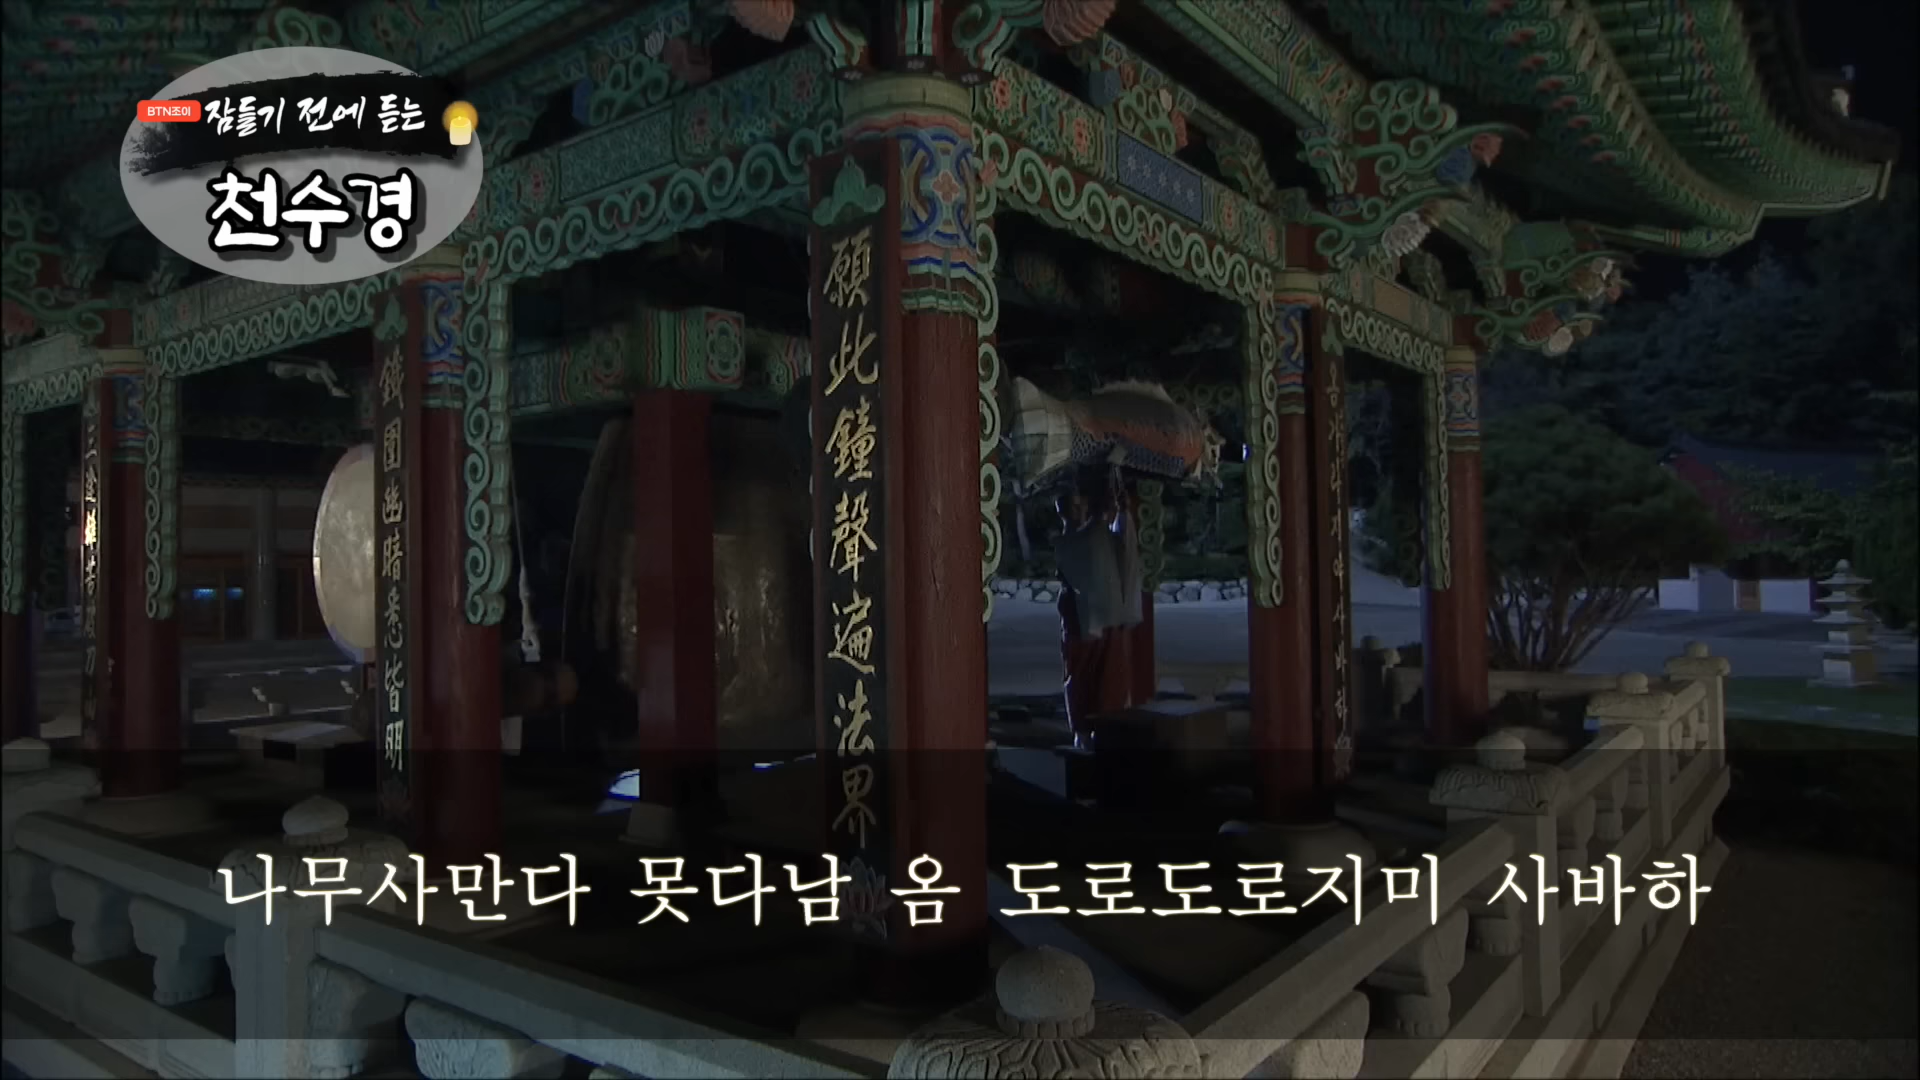 BTN조이
잠들기 전에 듣는
천수경
願此鐘聲遍法界
鐵圍幽暗悉皆明
나무사만다 못다남 옴 도로도로지미 사바하